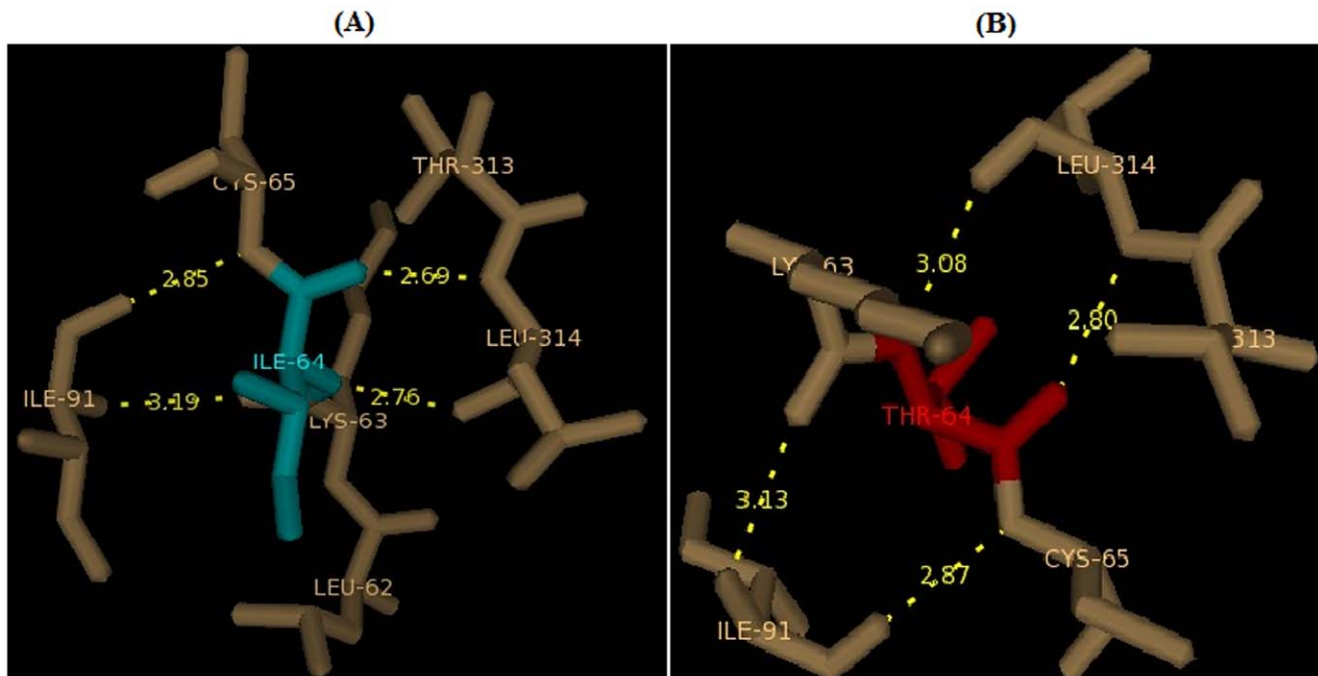 (A)
(B)
CYS-65
THR-313
2.85
2.69
ILE-64
LEU-314
ILE-91
3.19
2.76
LYS-63
LEU-62
LEU-314
LYS-63
3.08
2.80
313
THR-64
3.13
2.87
CYS-65
ILE-91